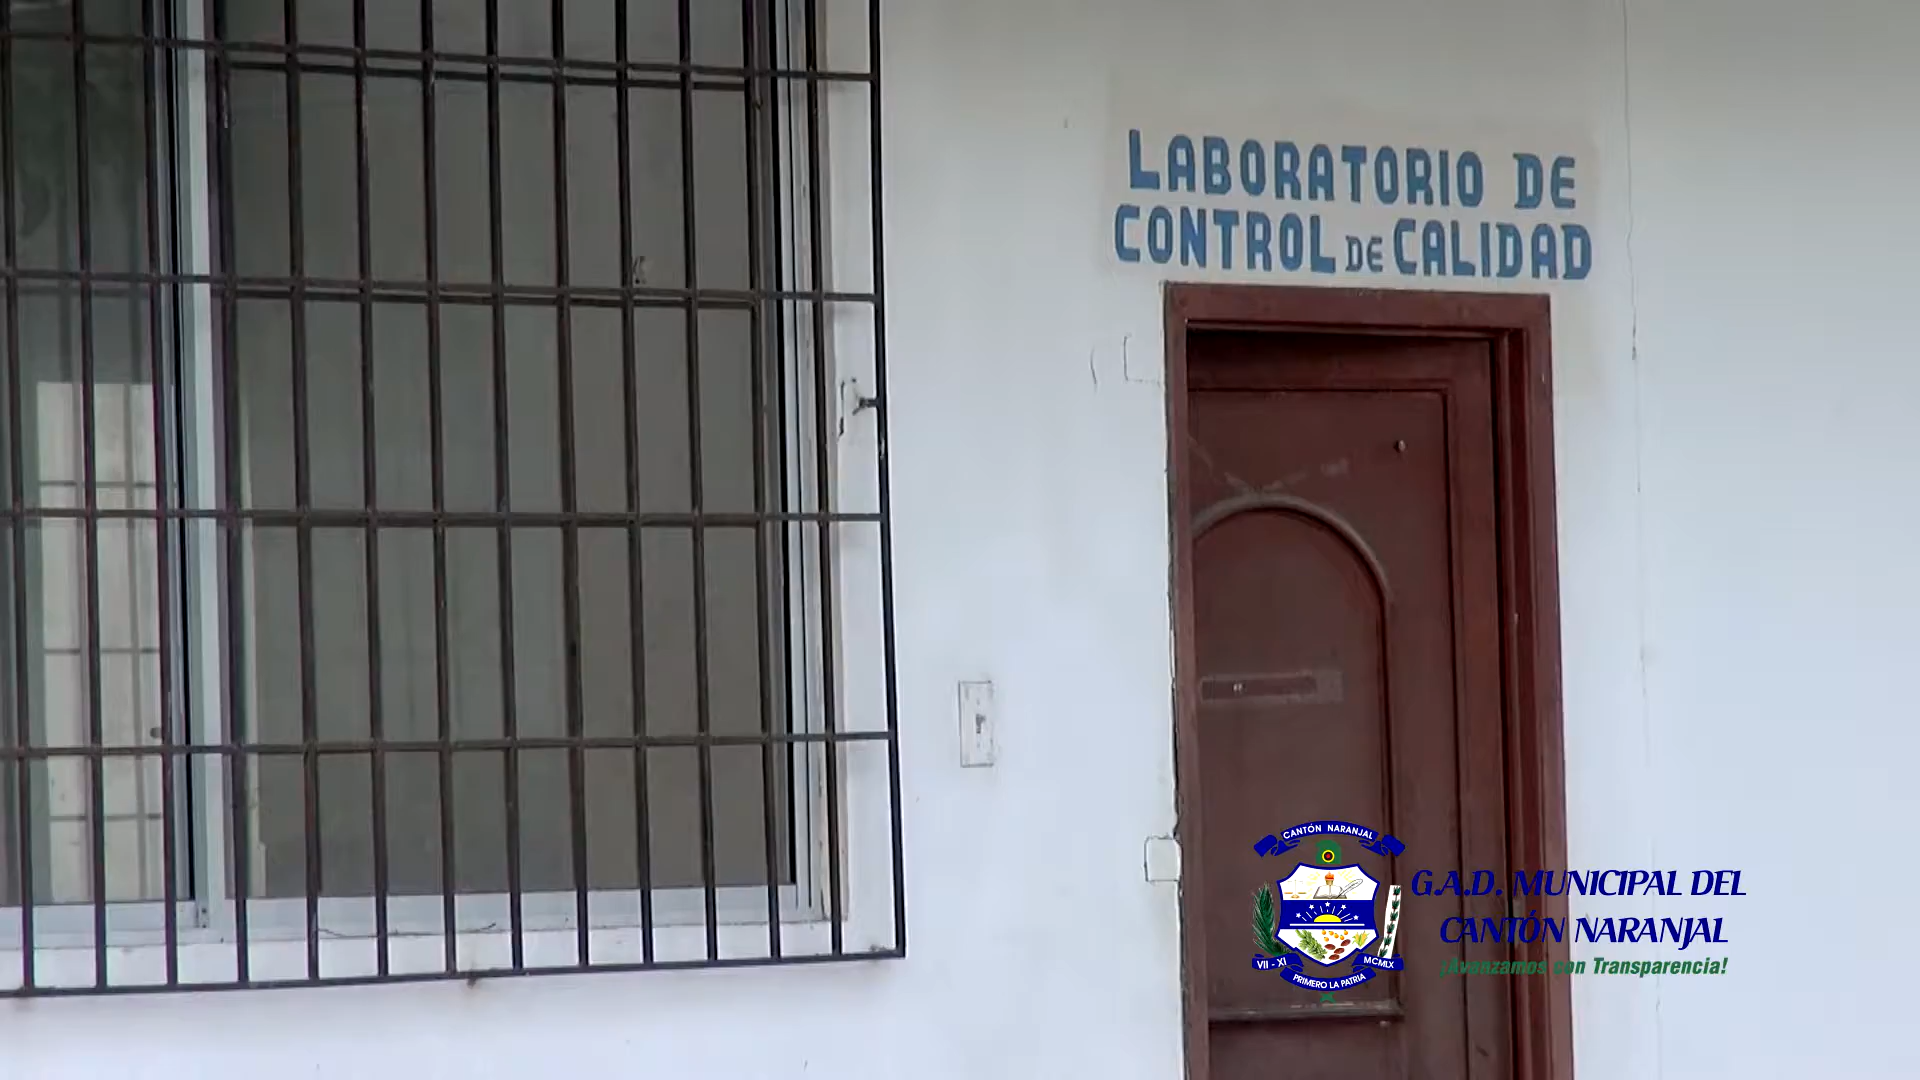 LABORATORIO DE
CONTROL DE CALIDAD
CANTÓN NARANJAL
VII - XI
MCMLX
PRIMERO LA PATRIA
G.A.D. MUNICIPAL DEL
CANTÓN NARANJAL
¡Avanzamos con Transparencia!